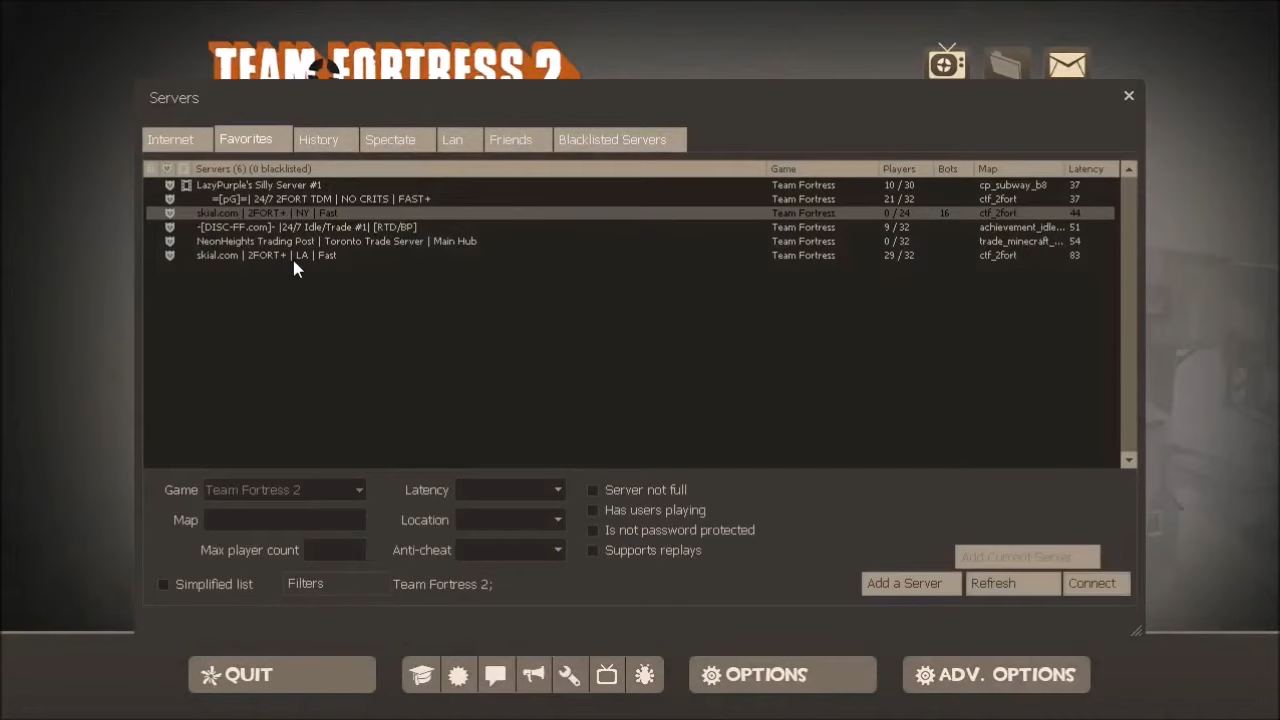 TEAM FORTRESS 2
Servers
Internet Favorites History Spectate Lan Friends Blacklisted Servers
Servers (6) (0 blacklisted) Game Players Bots Map Latency
LazyPurple's Silly Server #1 Team Fortress 10 / 30 cp_subway_b8 37
=[pG]=| 24/7 2FORT TDM | NO CRITS | FAST+ Team Fortress 21 / 32 ctf_2fort 37
skial.com | 2FORT+ | NY | Fast Team Fortress 0 / 24 16 ctf_2fort 44
-[DISC-FF.com]- |24/7 Idle/Trade #1| [RTD/BP] Team Fortress 9 / 32 achievement_idle... 51
NeonHeights Trading Post | Toronto Trade Server | Main Hub Team Fortress 0 / 32 trade_minecraft_... 54
skial.com | 2FORT+ | LA | Fast Team Fortress 29 / 32 ctf_2fort 83
Game Team Fortress 2 Latency Server not full
Has users playing
Map Location Is not password protected
Max player count Anti-cheat Supports replays
Add Current Server
Simplified list Filters Team Fortress 2; Add a Server Refresh Connect
QUIT OPTIONS ADV. OPTIONS